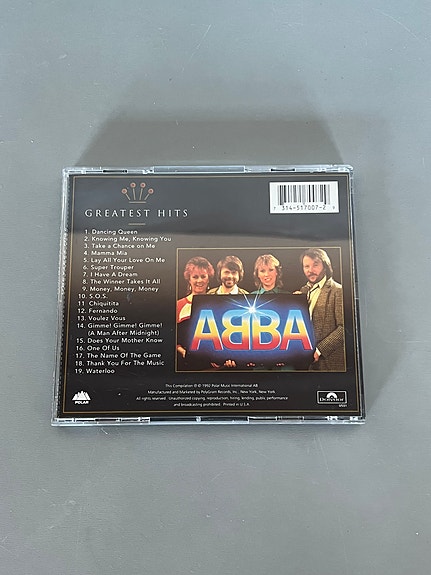 GREATEST HITS
7 314-517007-2 9
1. Dancing Queen
2. Knowing Me, Knowing You
3. Take a Chance on Me
4. Mamma Mia
5. Lay All Your Love On Me
6. Super Trouper
7. I Have A Dream
8. The Winner Takes It All
9. Money, Money, Money
10. S.O.S.
11 Chiquitita
12. Fernando
13. Voulez Vous
14. Gimme! Gimme! Gimme!
(A Man After Midnight)
15. Does Your Mother Know
16. One Of Us
17. The Name Of The Game
18. Thank You For The Music
19. Waterloo
ABBA
This Compilation ℗ © 1992 Polar Music International AB
Manufactured and Marketed by PolyGram Records, Inc., New York, New York
All rights reserved. Unauthorized copying, reproduction, hiring, lending, public performance
and broadcasting prohibited. Printed in U.S.A.
POLAR
Polydor